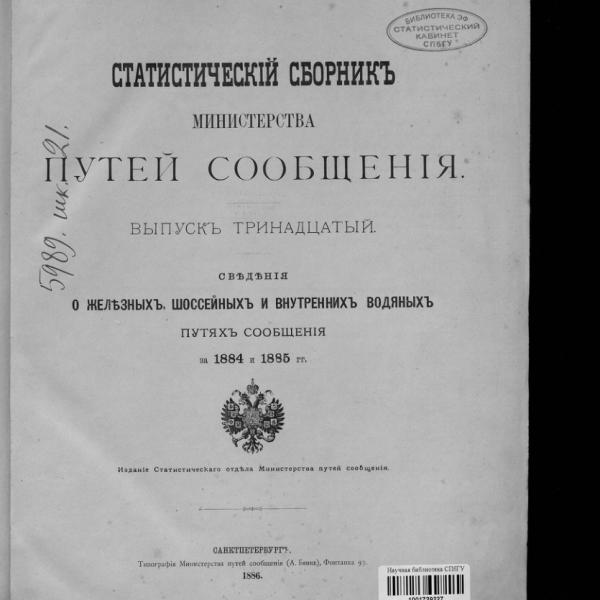 БИБЛИОТЕКА ЭФ
СТАТИСТИЧЕСКИЙ
КАБИНЕТ
СПбГУ
СТАТИСТИЧЕСКІЙ СБОРНИКЪ
МИНИСТЕРСТВА
ПУТЕЙ СООБЩЕНІЯ.
ВЫПУСКЪ ТРИНАДЦАТЫЙ.
СВѢДѢНІЯ
О ЖЕЛѢЗНЫХЪ, ШОССЕЙНЫХЪ И ВНУТРЕННИХЪ ВОДЯНЫХЪ
ПУТЯХЪ СООБЩЕНІЯ
за 1884 и 1885 гг.
Изданіе Статистическаго отдѣла Министерства путей сообщенія.
САНКТПЕТЕРБУРГЪ.
Типографія Министерства путей сообщенія (А. Бенке), Фонтанка 99.
1886.
5989. шк. 21.
Научная библиотека СПбГУ
1001739227